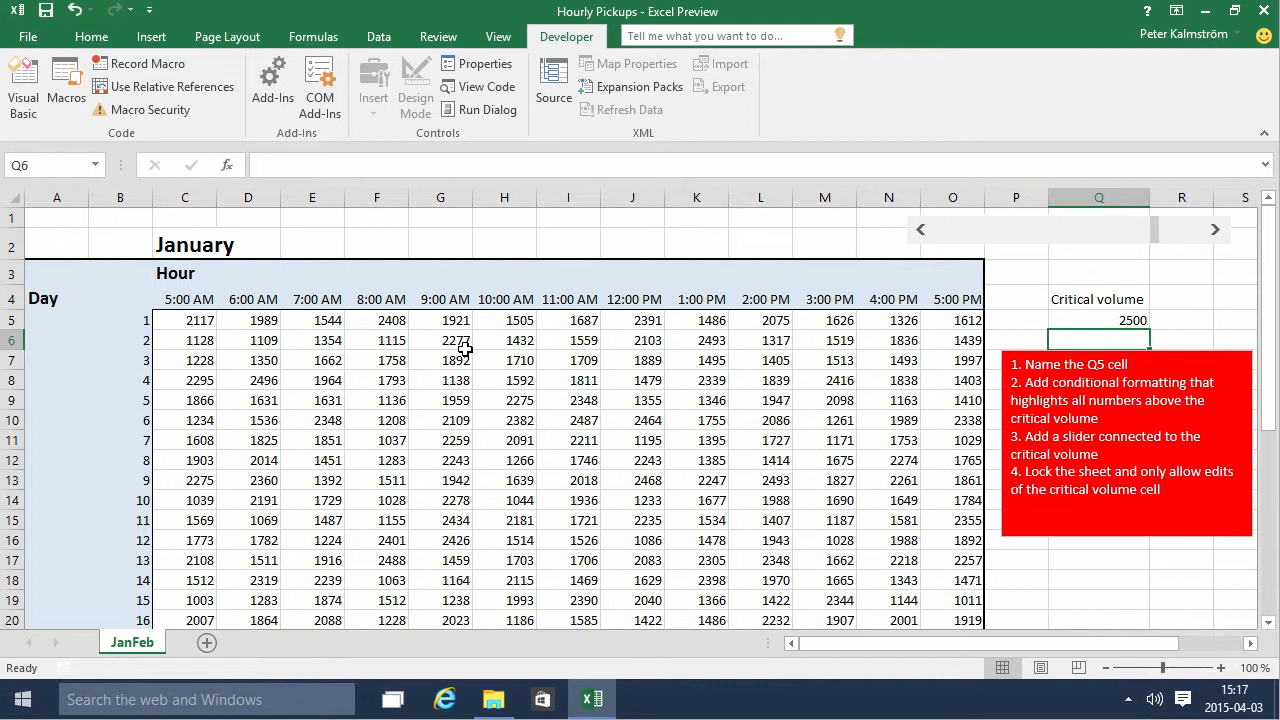 Hourly Pickups - Excel Preview
File Home Insert Page Layout Formulas Data Review View Developer Tell me what you want to do... Peter Kalmström
Visual Basic
Macros
Record Macro
Use Relative References
Macro Security
Code
Add-Ins
COM Add-Ins
Add-Ins
Insert
Design Mode
Properties
View Code
Run Dialog
Controls
Source
Map Properties
Expansion Packs
Refresh Data
Import
Export
XML
Q6 fx
A B C D E F G H I J K L M N O P Q R S
1
2 January
3 Hour
4 Day 5:00 AM 6:00 AM 7:00 AM 8:00 AM 9:00 AM 10:00 AM 11:00 AM 12:00 PM 1:00 PM 2:00 PM 3:00 PM 4:00 PM 5:00 PM Critical volume
5 1 2117 1989 1544 2408 1921 1505 1687 2391 1486 2075 1626 1326 1612 2500
6 2 1128 1109 1354 1115 2277 1432 1559 2103 2493 1317 1519 1836 1439
7 3 1228 1350 1662 1758 1892 1710 1709 1889 1495 1405 1513 1493 1997
8 4 2295 2496 1964 1793 1138 1592 1811 1479 2339 1839 2416 1838 1403
9 5 1866 1631 1631 1136 1959 2275 2348 1355 1346 1947 2098 1163 1410
10 6 1234 1536 2348 1208 2109 2382 2487 2464 1755 2086 1261 1989 2338
11 7 1608 1825 1851 1037 2259 2091 2211 1195 1395 1727 1171 1753 1029
12 8 1903 2014 1451 1283 2243 1266 1746 2243 1385 1414 1675 2274 1765
13 9 2275 2360 1392 1511 1942 1639 2018 2468 2247 2493 1827 2261 1861
14 10 1039 2191 1179 1028 2278 1044 1936 1233 1677 1988 1690 1649 1784
15 11 1569 1069 1487 1155 2434 2181 1721 2235 1534 1407 1187 1581 2355
16 12 1773 1782 1224 2401 2426 1514 1526 1086 1478 1943 1028 1988 1892
17 13 2108 1511 1916 2488 1459 1703 1706 2083 2305 1348 1662 2218 2257
18 14 1512 2319 2239 1063 1164 2115 1469 1629 2398 1970 1665 1343 1471
19 15 1003 1283 1874 1512 1238 1993 2390 2040 1366 1422 2344 1144 1011
20 16 2007 1864 2088 1228 2023 1186 1585 1422 1486 2232 1907 2001 1919
1. Name the Q5 cell
2. Add conditional formatting that
highlights all numbers above the
critical volume
3. Add a slider connected to the
critical volume
4. Lock the sheet and only allow edits
of the critical volume cell
JanFeb
Ready 100 %
Search the web and Windows
15:17
2015-04-03